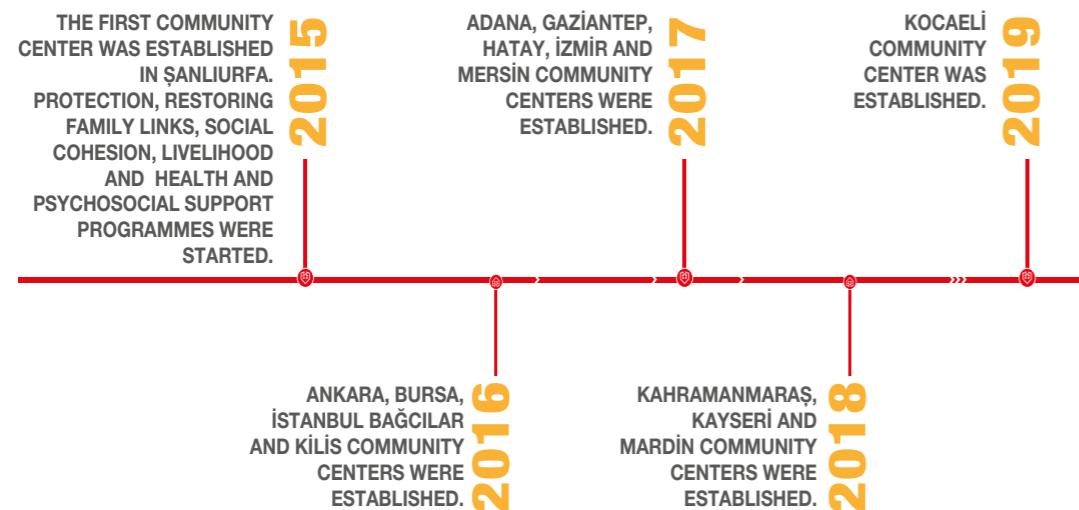 THE FIRST COMMUNITY
CENTER WAS ESTABLISHED
IN ŞANLIURFA.
PROTECTION, RESTORING
FAMILY LINKS, SOCIAL
COHESION, LIVELIHOOD
AND HEALTH AND
PSYCHOSOCIAL SUPPORT
PROGRAMMES WERE
STARTED.
2015
ANKARA, BURSA,
İSTANBUL BAĞCILAR
AND KİLİS COMMUNITY
CENTERS WERE
ESTABLISHED.
2016
ADANA, GAZİANTEP,
HATAY, İZMİR AND
MERSİN COMMUNITY
CENTERS WERE
ESTABLISHED.
2017
KAHRAMANMARAŞ,
KAYSERİ AND
MARDİN COMMUNITY
CENTERS WERE
ESTABLISHED.
2018
KOCAELİ
COMMUNITY
CENTER WAS
ESTABLISHED.
2019